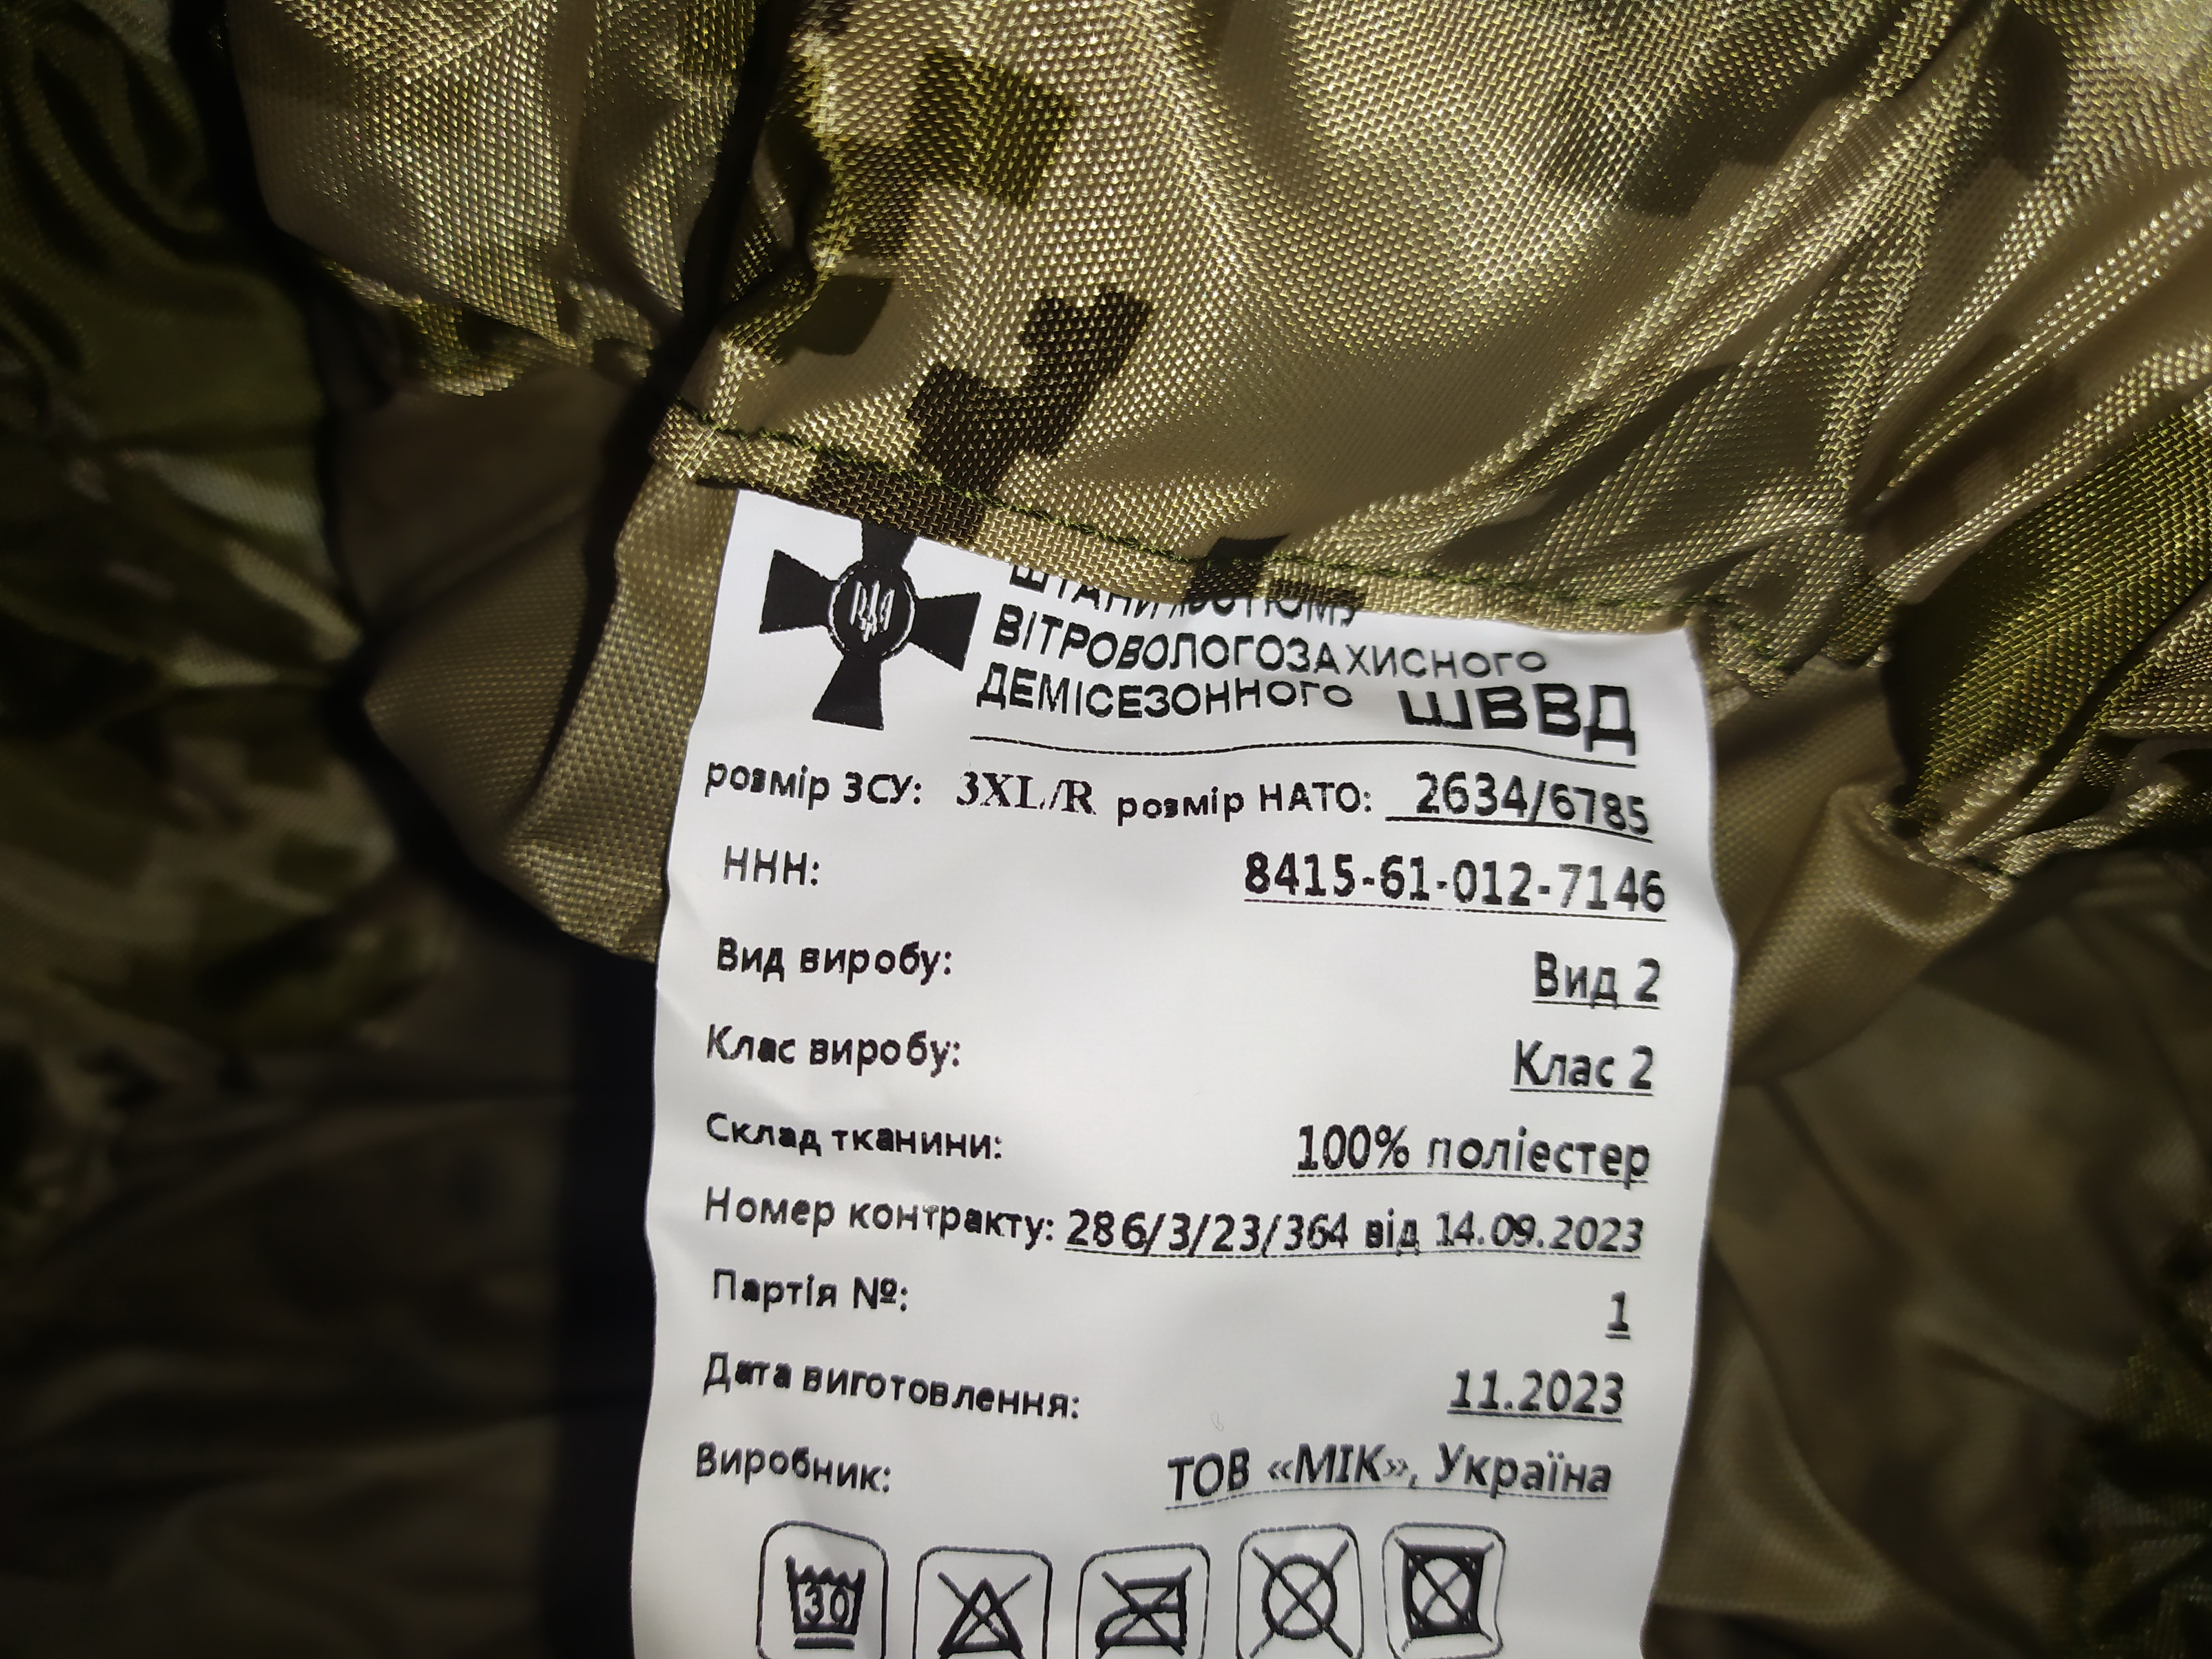 ШТАНИ ЛЬОТНОГО
ВІТРОВОЛОГОЗАХИСНОГО
ДЕМІСЕЗОННОГО ШВВД
розмір ЗСУ: 3XL/R розмір НАТО: 2634/6785
ННН: 8415-61-012-7146
Вид виробу: Вид 2
Клас виробу: Клас 2
Склад тканини: 100% поліестер
Номер контракту: 286/3/23/364 від 14.09.2023
Партія №: 1
Дата виготовлення: 11.2023
Виробник: ТОВ «МІК», Україна
30